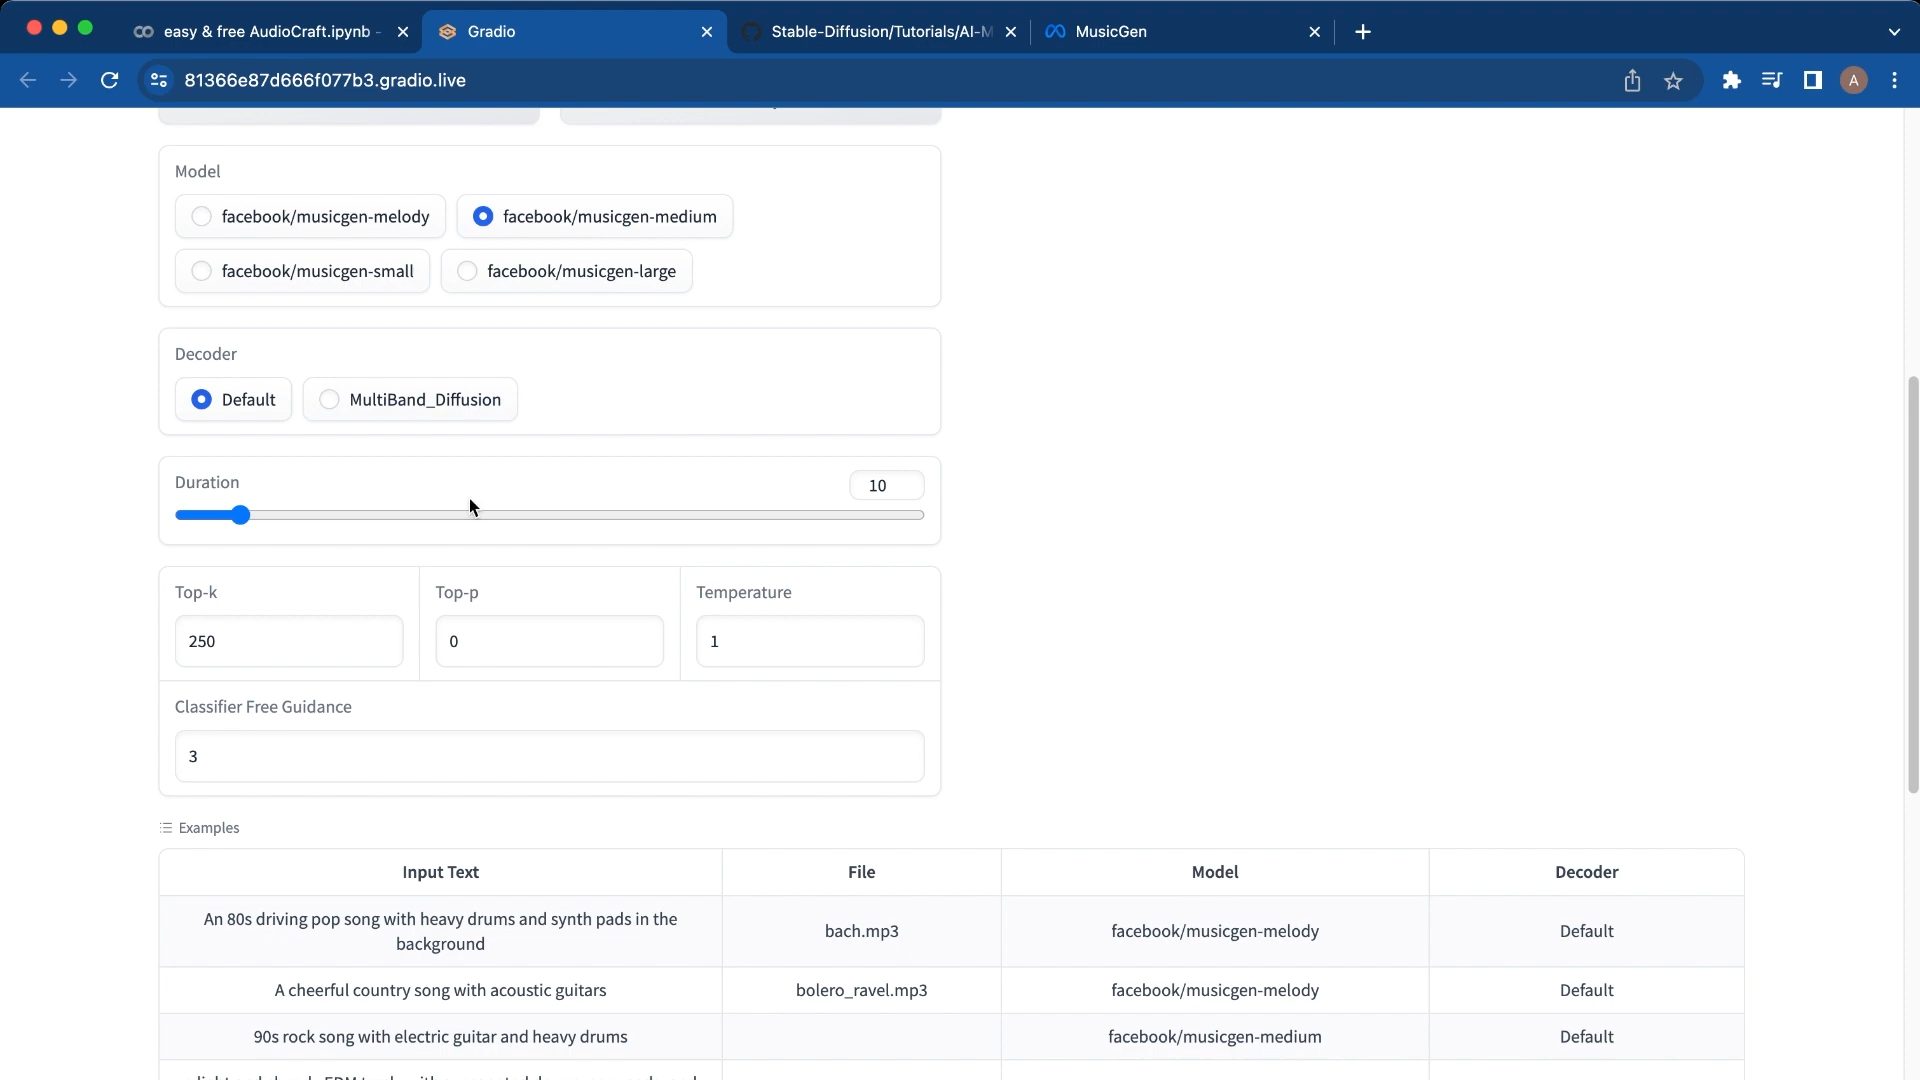 easy & free AudioCraft.ipynb -
Gradio
Stable-Diffusion/Tutorials/AI-M
MusicGen
81366e87d666f077b3.gradio.live
A
Model
facebook/musicgen-melody
facebook/musicgen-medium
facebook/musicgen-small
facebook/musicgen-large
Decoder
Default
MultiBand_Diffusion
Duration
10
Top-k
Top-p
Temperature
250
0
1
Classifier Free Guidance
3
Examples
Input Text
File
Model
Decoder
An 80s driving pop song with heavy drums and synth pads in the
background
bach.mp3
facebook/musicgen-melody
Default
A cheerful country song with acoustic guitars
bolero_ravel.mp3
facebook/musicgen-melody
Default
90s rock song with electric guitar and heavy drums
facebook/musicgen-medium
Default